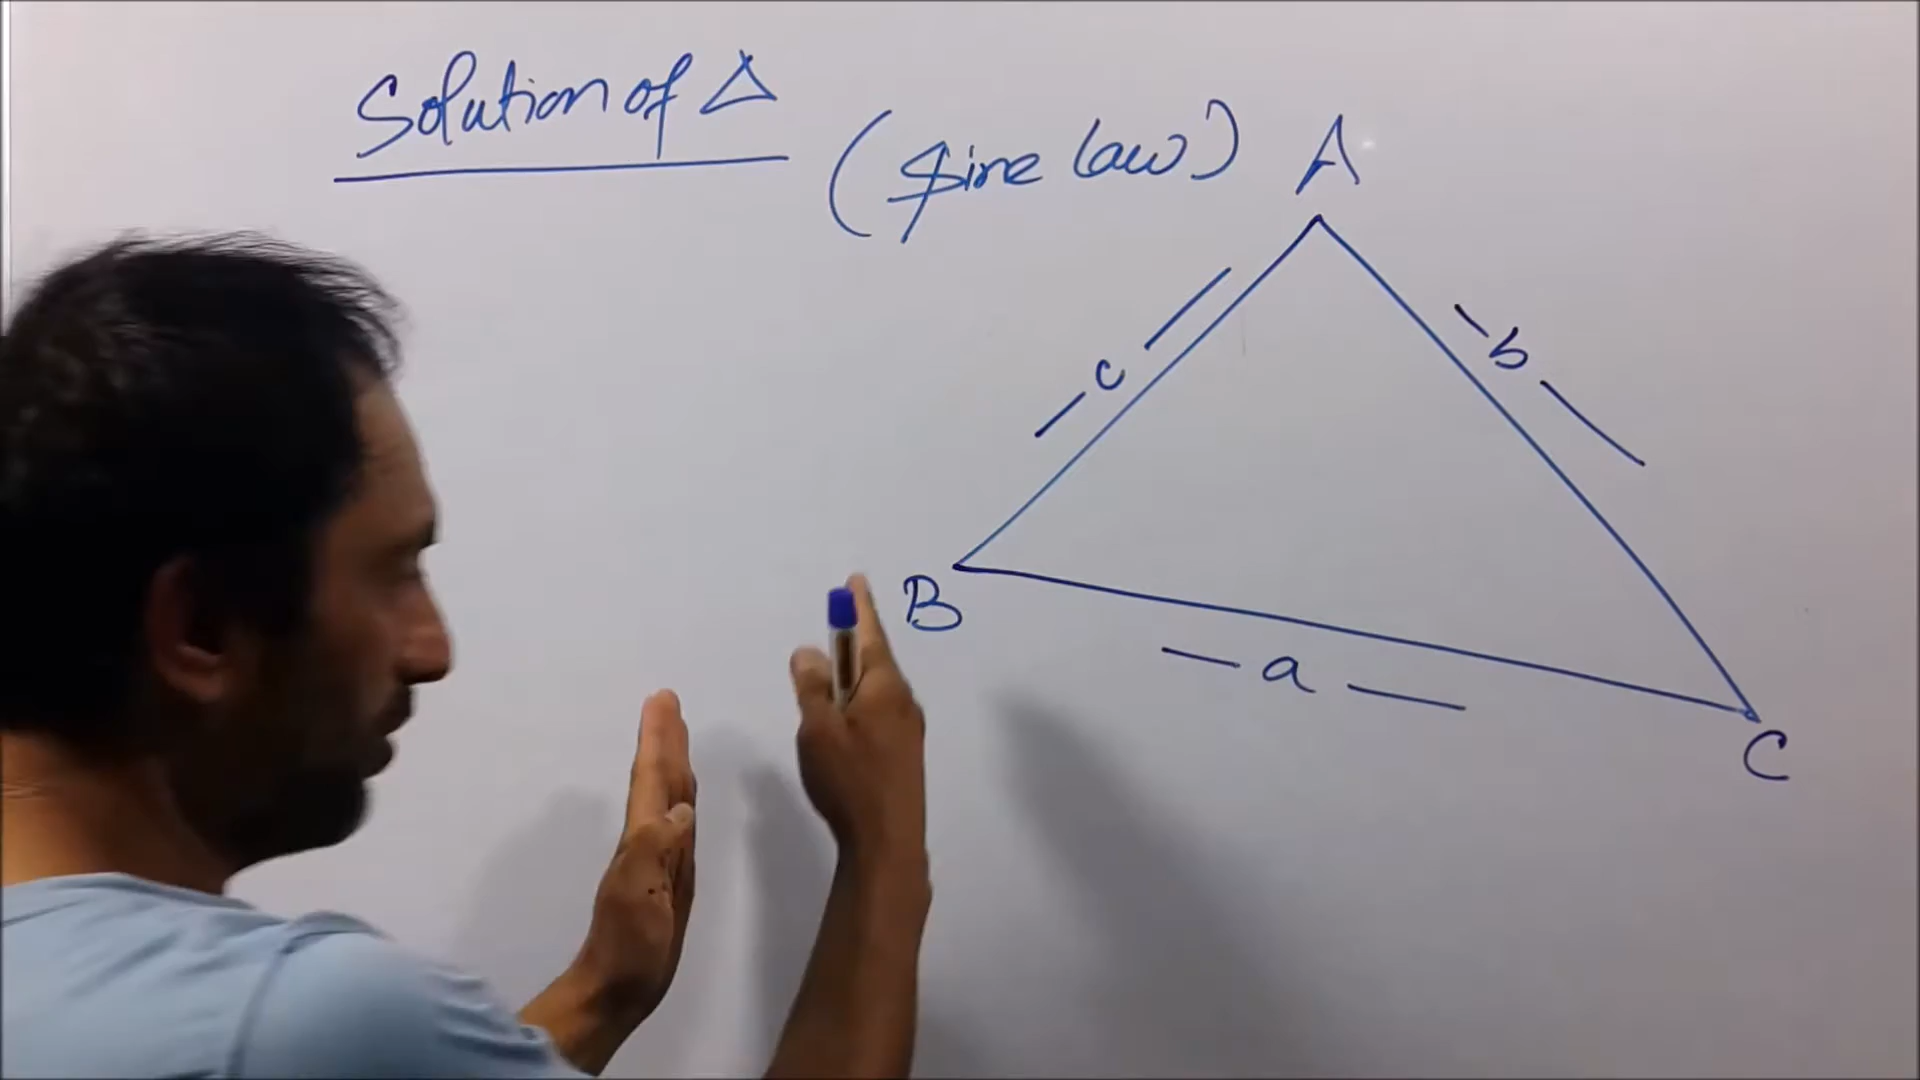 Solution of Δ
(Sine law)
A
c
b
B
a
C